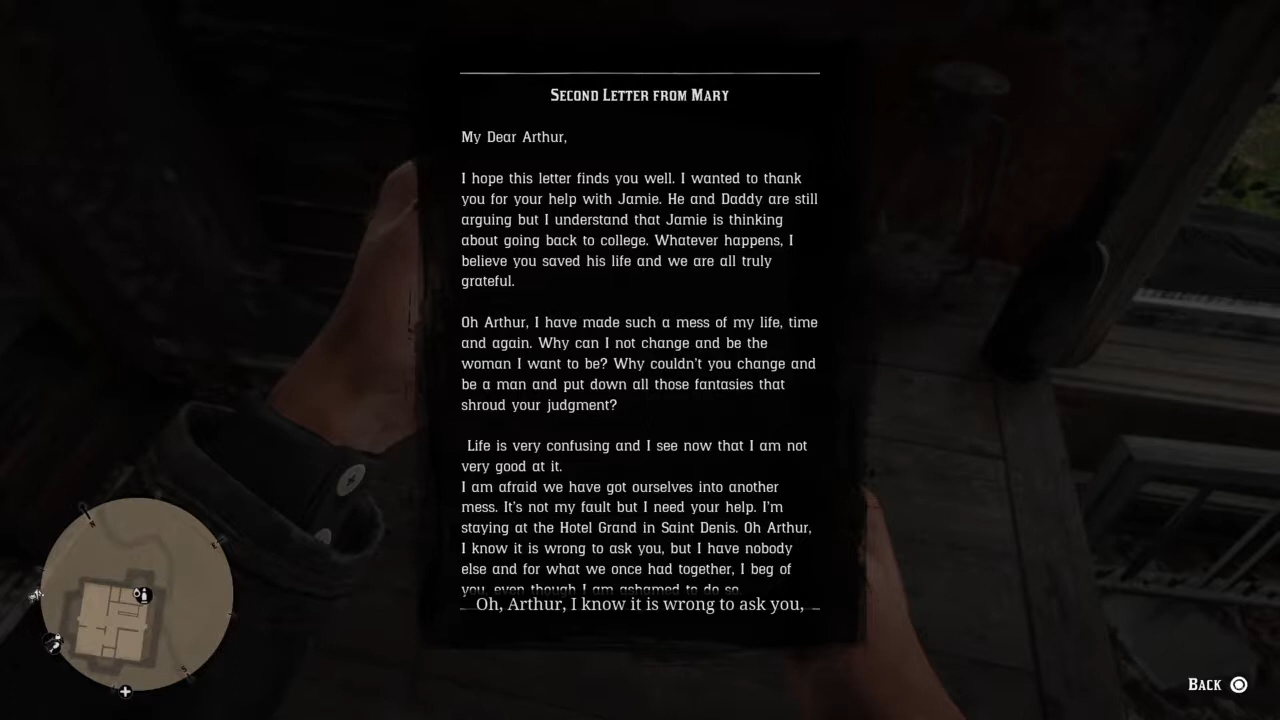 Second Letter from Mary
My Dear Arthur,
I hope this letter finds you well. I wanted to thank
you for your help with Jamie. He and Daddy are still
arguing but I understand that Jamie is thinking
about going back to college. Whatever happens, I
believe you saved his life and we are all truly
grateful.
Oh Arthur, I have made such a mess of my life, time
and again. Why can I not change and be the
woman I want to be? Why couldn't you change and
be a man and put down all those fantasies that
shroud your judgment?
Life is very confusing and I see now that I am not
very good at it.
I am afraid we have got ourselves into another
mess. It's not my fault but I need your help. I'm
staying at the Hotel Grand in Saint Denis. Oh Arthur,
I know it is wrong to ask you, but I have nobody
else and for what we once had together, I beg of
you, even though I am ashamed to do so
Oh, Arthur, I know it is wrong to ask you,
Back